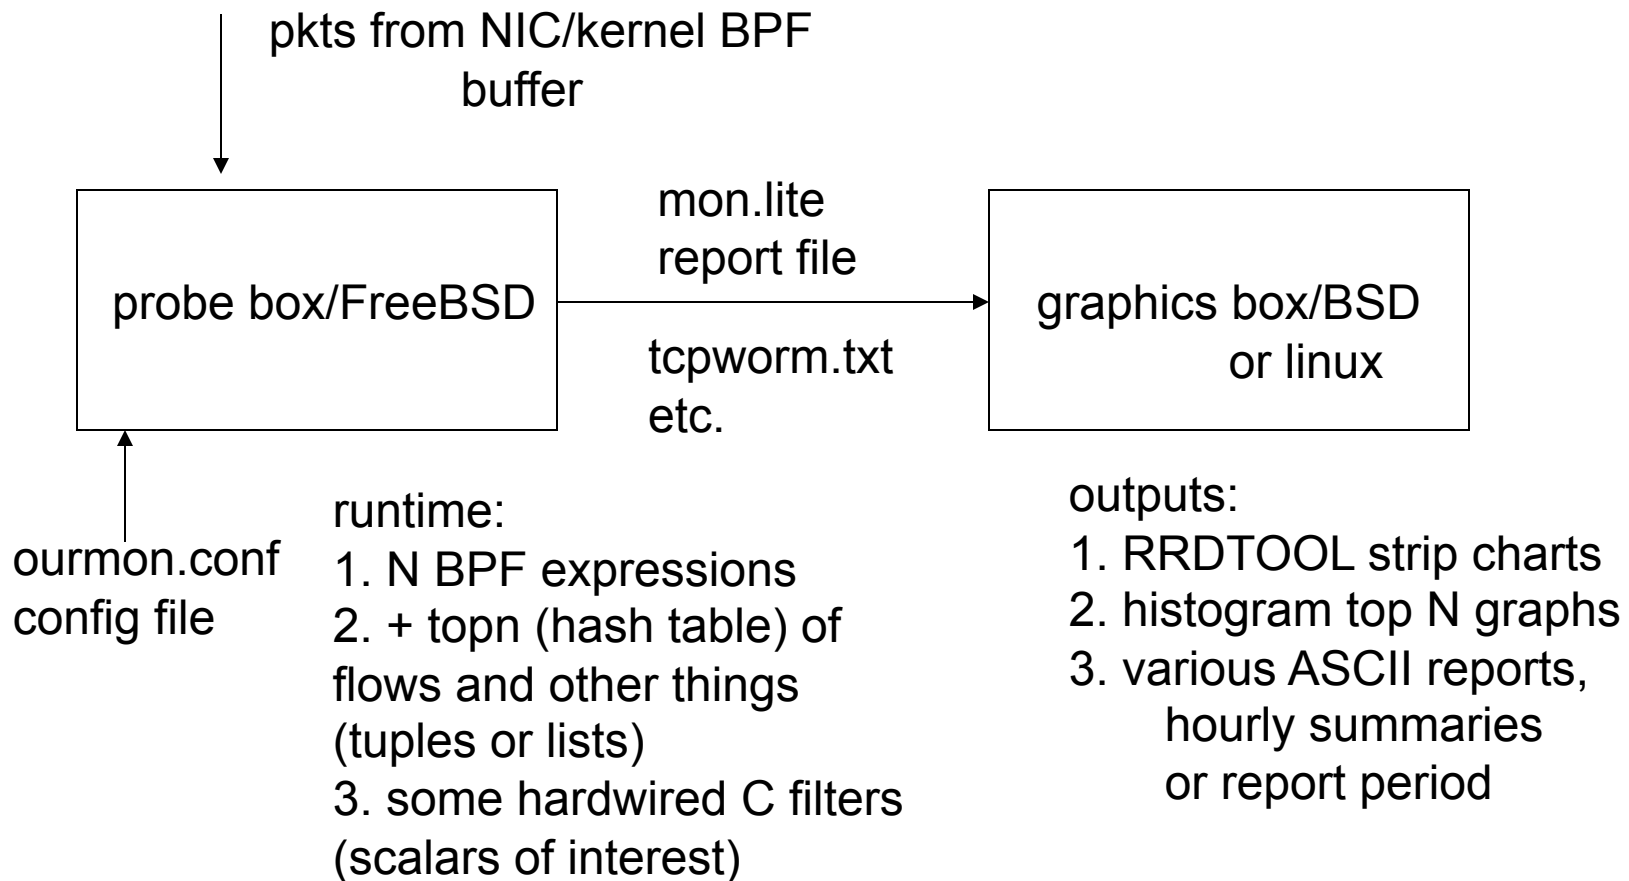 pkts from NIC/kernel BPF
buffer
probe box/FreeBSD
mon.lite
report file
tcpworm.txt
etc.
graphics box/BSD
or linux
ourmon.conf
config file
runtime:
1. N BPF expressions
2. + topn (hash table) of
flows and other things
(tuples or lists)
3. some hardwired C filters
(scalars of interest)
outputs:
1. RRDTOOL strip charts
2. histogram top N graphs
3. various ASCII reports,
hourly summaries
or report period